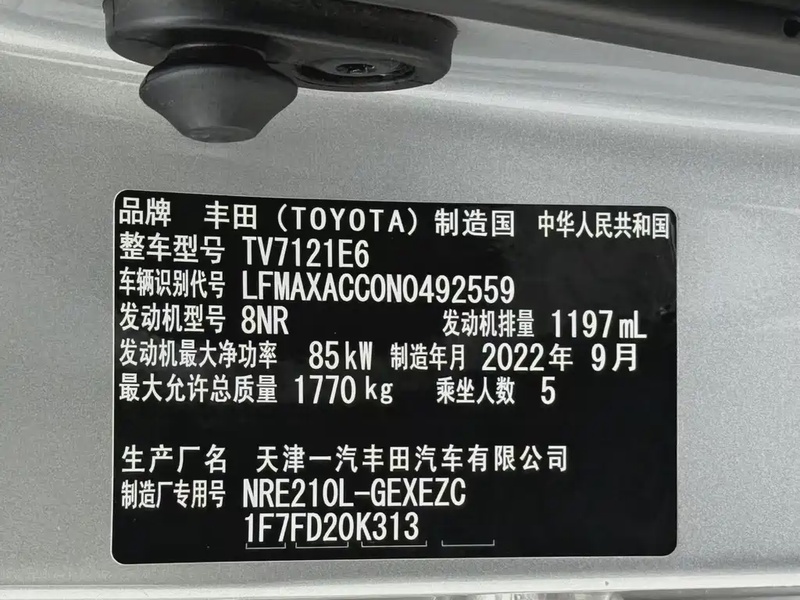 品牌 丰田（TOYOTA）制造国 中华人民共和国
整车型号 TV7121E6
车辆识别代号 LFMAXACC0N0492559
发动机型号 8NR 发动机排量 1197mL
发动机最大净功率 85kW 制造年月 2022年 9月
最大允许总质量 1770kg 乘坐人数 5
生产厂名 天津一汽丰田汽车有限公司
制造厂专用号 NRE210L-GEXEZC
1F7FD20K313